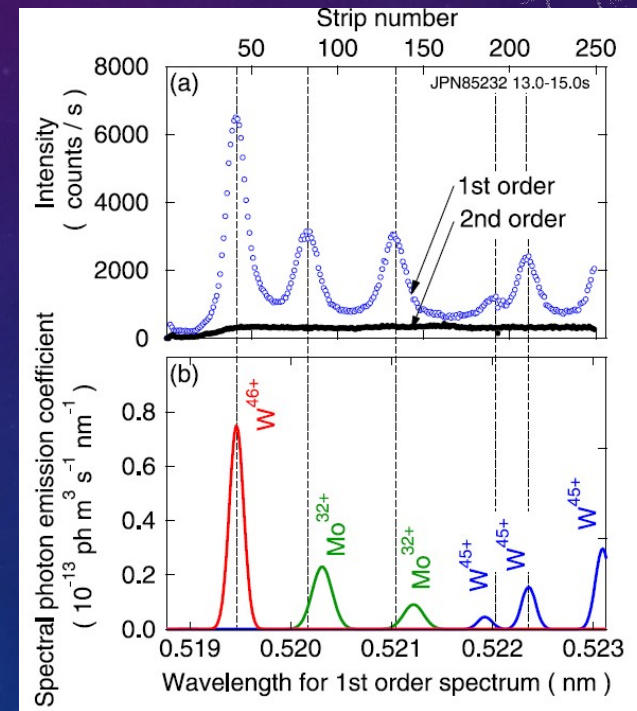 Strip number
50 100 150 200 250
(a)
JPN85232 13.0-15.0s
8000
6000
4000
2000
0
Intensity
( counts / s )
1st order
2nd order
(b)
0.8
0.6
0.4
0.2
0.0
Spectral photon emission coefficient
( 10⁻¹³ ph m³ s⁻¹ nm⁻¹ )
W⁴⁶⁺
Mo³²⁺
Mo³²⁺
W⁴⁵⁺
W⁴⁵⁺
W⁴⁵⁺
0.519 0.520 0.521 0.522 0.523
Wavelength for 1st order spectrum ( nm )